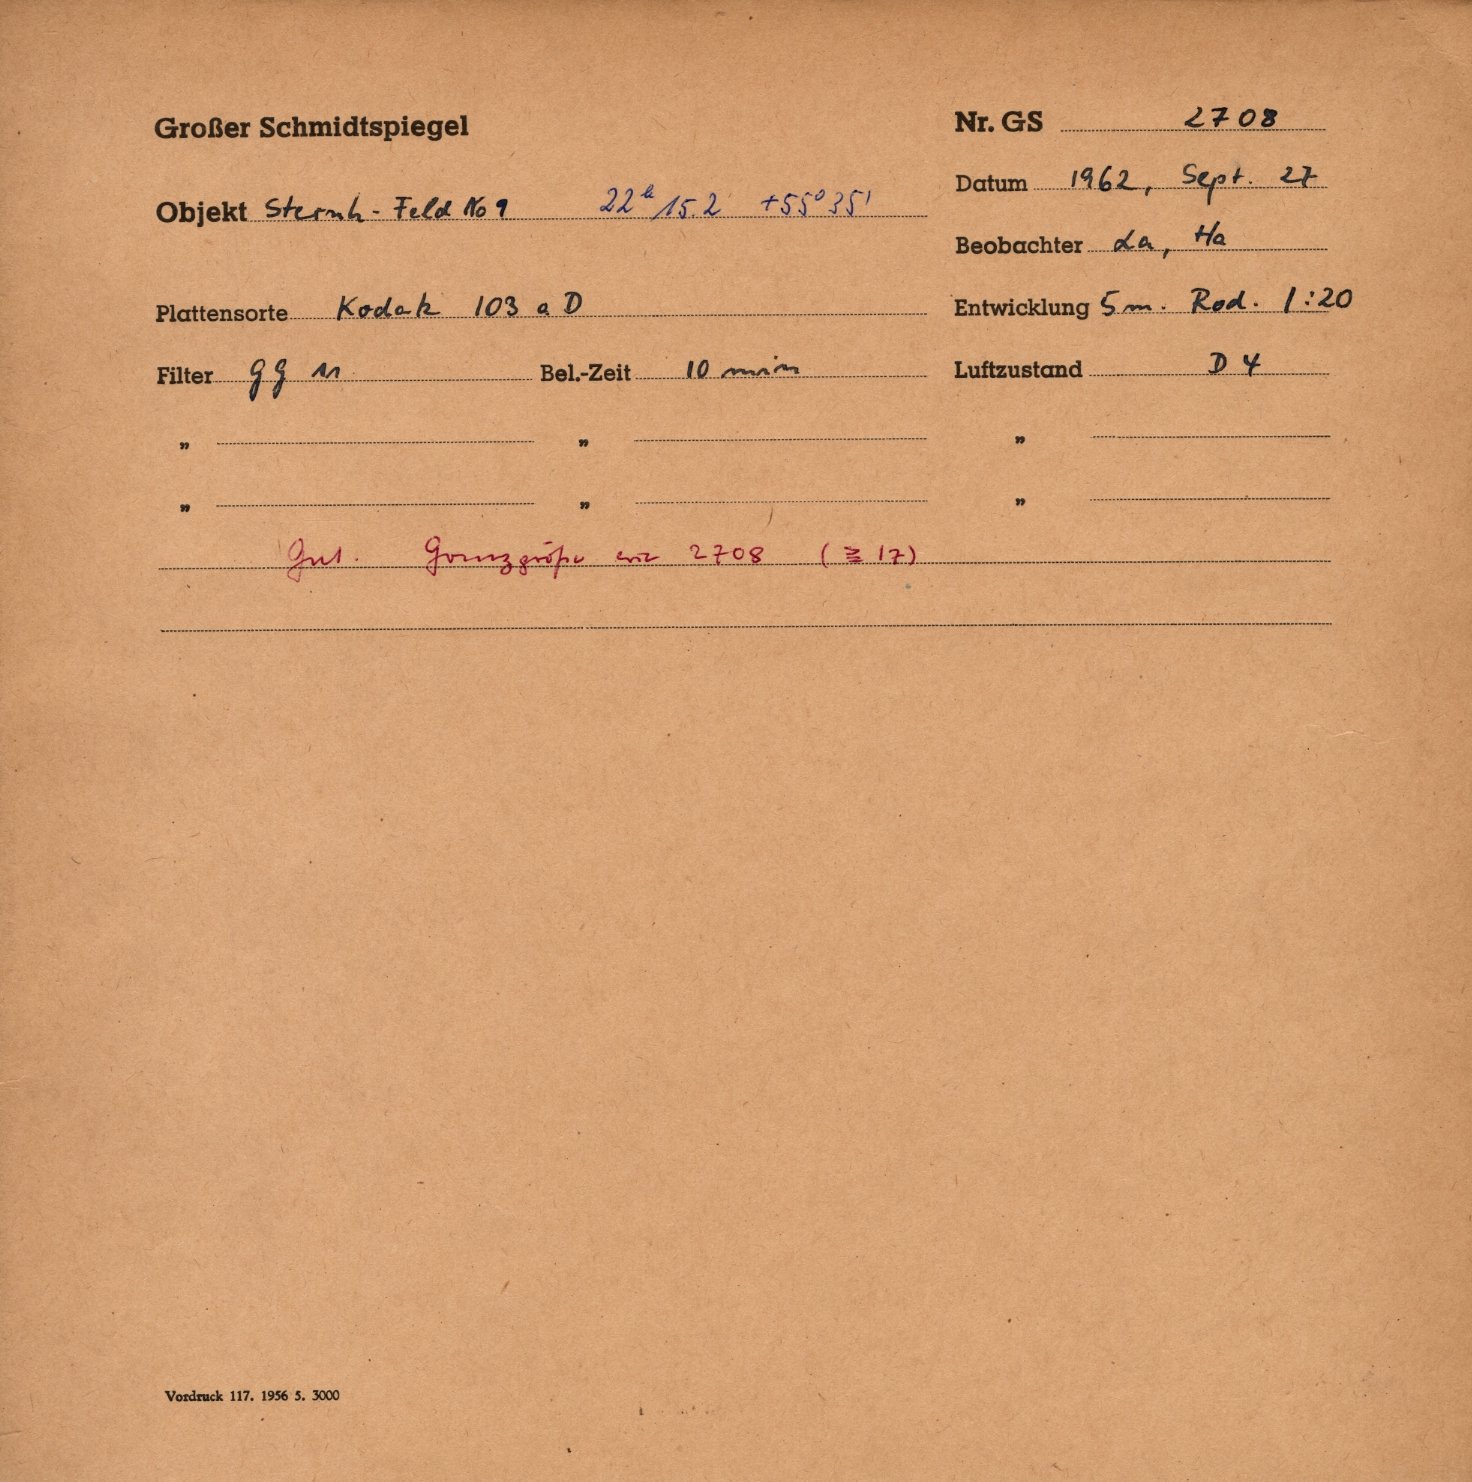 Großer Schmidtspiegel
Nr. GS 2708
Datum 1962, Sept. 27
Objekt Sternh-Feld No 9 22h 15.2 +55° 35'
Beobachter La, Ha
Plattensorte Kodak 103 a D
Entwicklung 5 m. Rod. 1:20
Filter gg 11 Bel.-Zeit 10 min Luftzustand D 4
" " "
" " "
Gut. Grenzgröße wie 2708 (≧ 17)
Vordruck 117. 1956 5. 3000